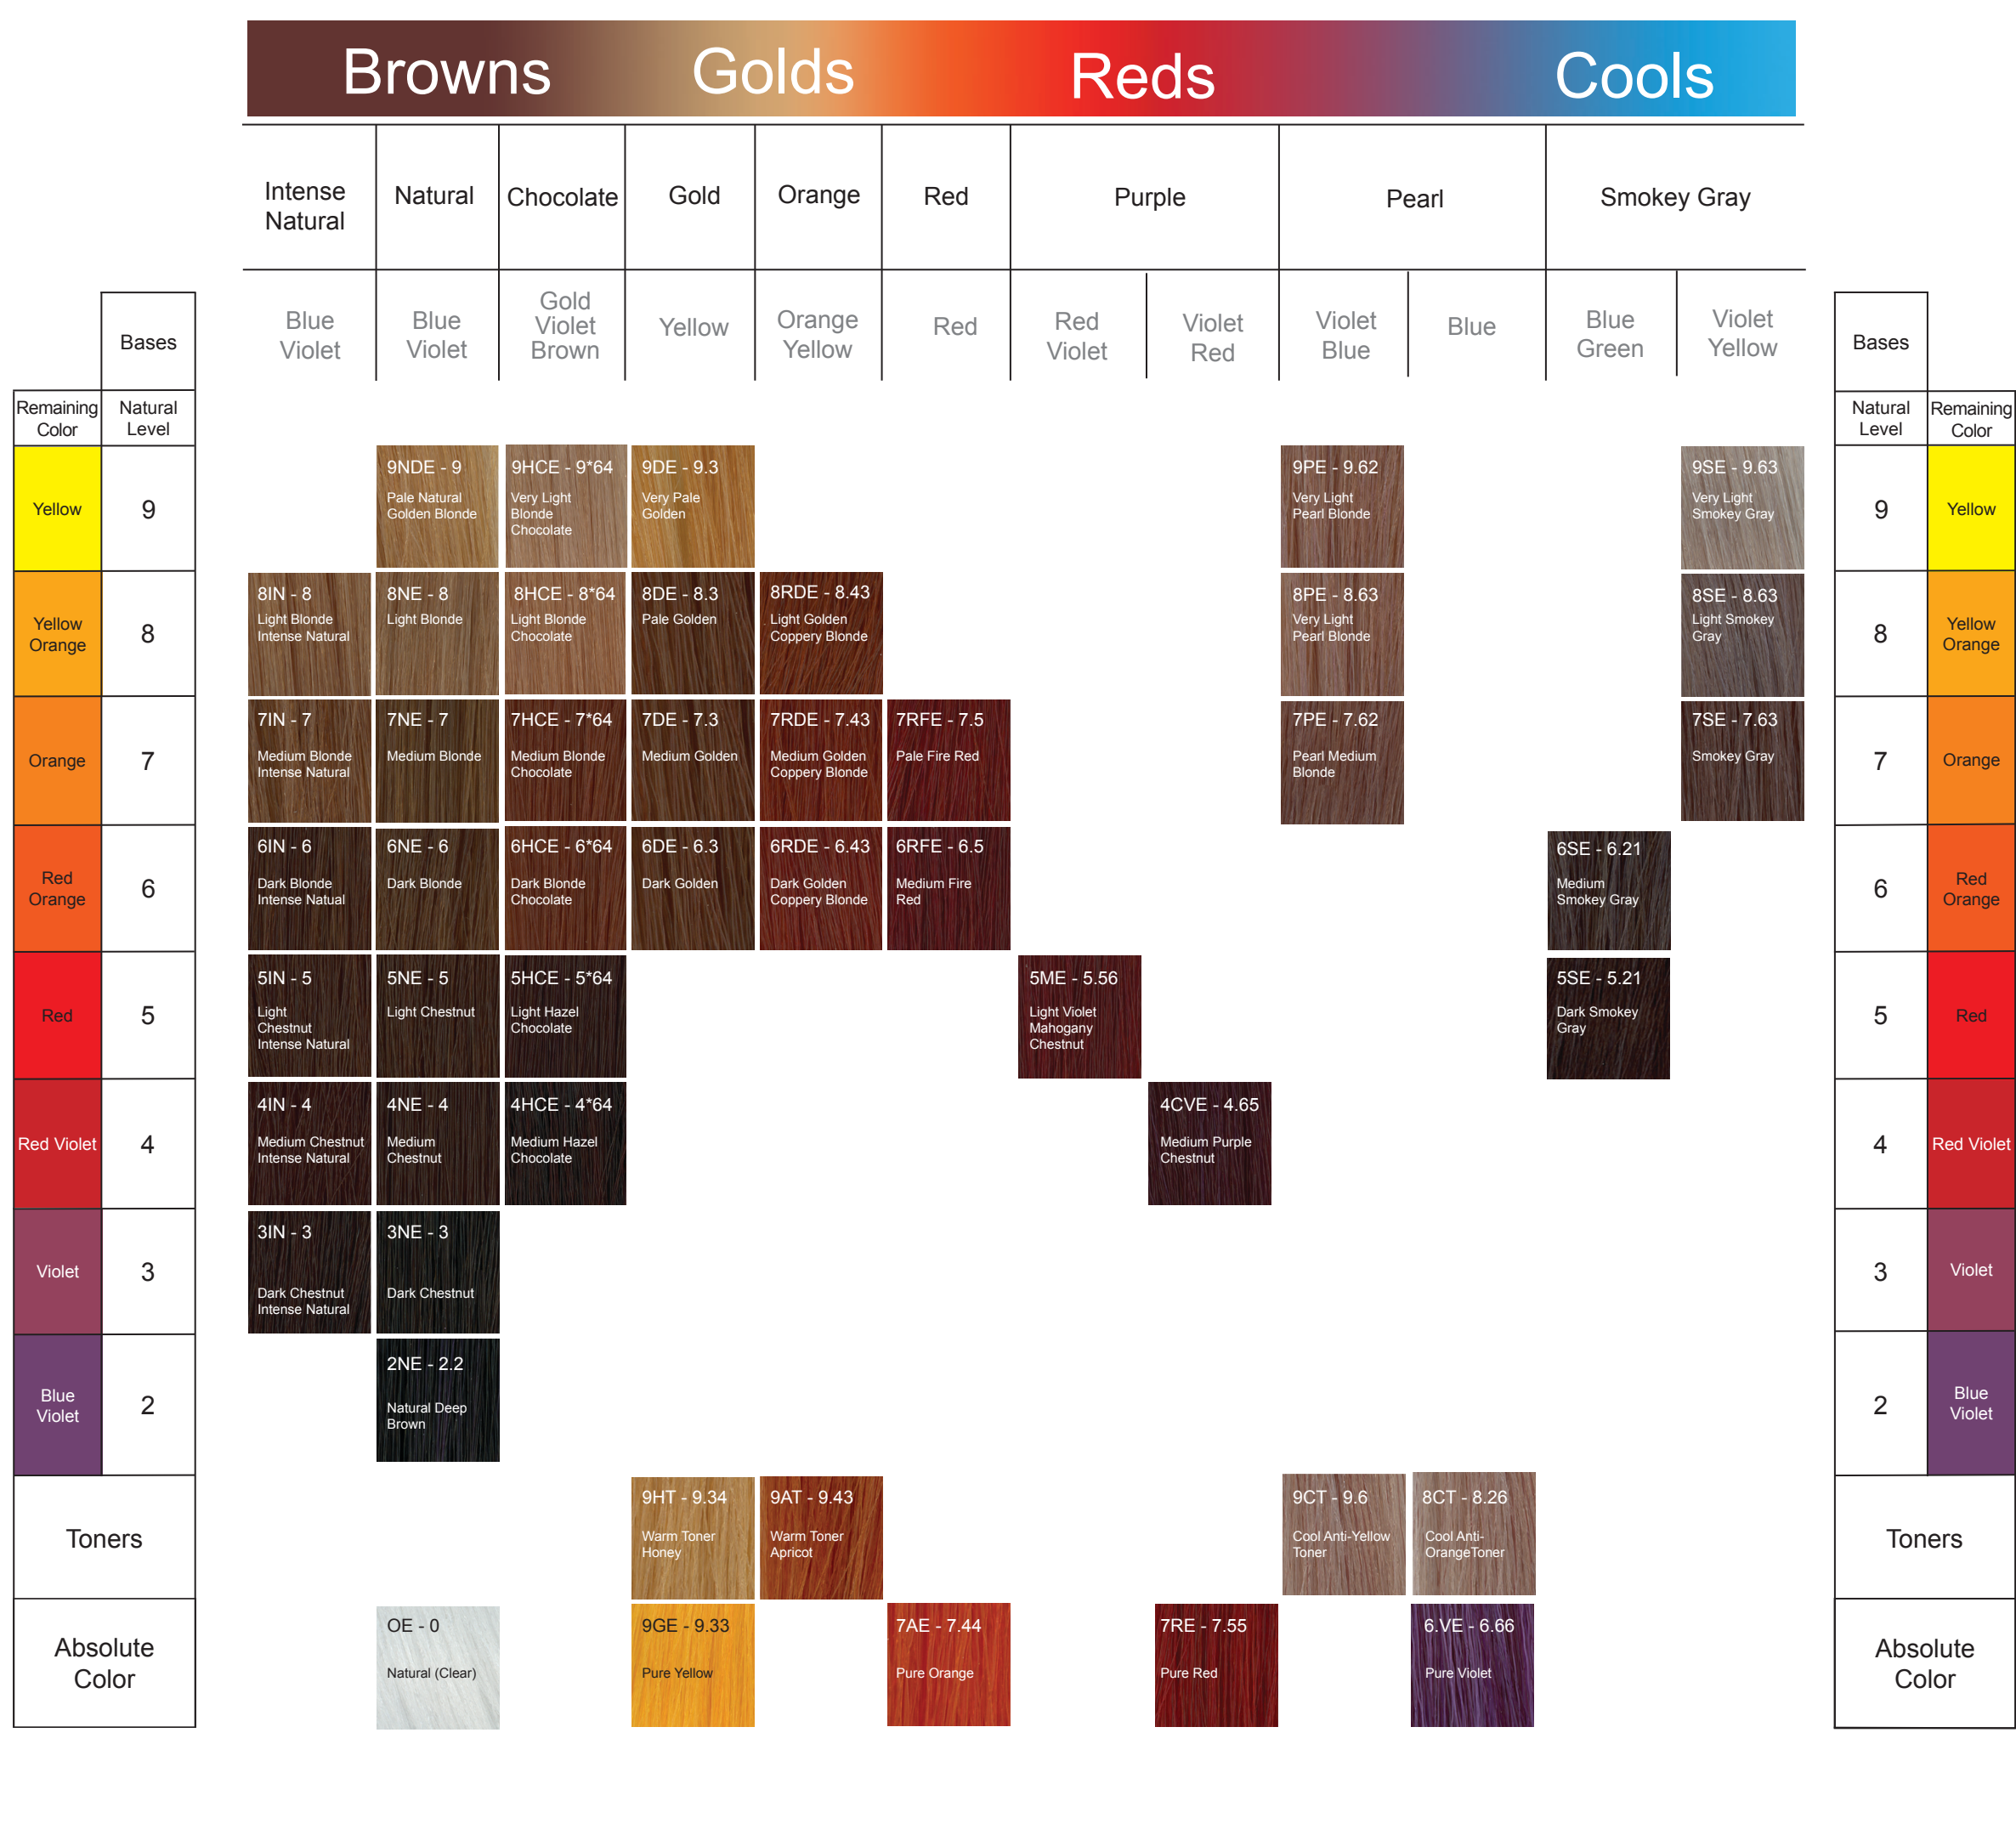 Browns Golds Reds Cools
Intense
Natural
Natural
Chocolate
Gold
Orange
Red
Purple
Pearl
Smokey Gray
Bases
Blue
Violet
Blue
Violet
Gold
Violet
Brown
Yellow
Orange
Yellow
Red
Red
Violet
Violet
Red
Violet
Blue
Blue
Blue
Green
Violet
Yellow
Bases
Remaining
Color
Natural
Level
Natural
Level
Remaining
Color
Yellow
9
9NDE - 9
Pale Natural
Golden Blonde
9HCE - 9*64
Very Light
Blonde
Chocolate
9DE - 9.3
Very Pale
Golden
9PE - 9.62
Very Light
Pearl Blonde
9SE - 9.63
Very Light
Smokey Gray
9
Yellow
Yellow
Orange
8
8IN - 8
Light Blonde
Intense Natural
8NE - 8
Light Blonde
8HCE - 8*64
Light Blonde
Chocolate
8DE - 8.3
Pale Golden
8RDE - 8.43
Light Golden
Coppery Blonde
8PE - 8.63
Very Light
Pearl Blonde
8SE - 8.63
Light Smokey
Gray
8
Yellow
Orange
Orange
7
7IN - 7
Medium Blonde
Intense Natural
7NE - 7
Medium Blonde
7HCE - 7*64
Medium Blonde
Chocolate
7DE - 7.3
Medium Golden
7RDE - 7.43
Medium Golden
Coppery Blonde
7RFE - 7.5
Pale Fire Red
7PE - 7.62
Pearl Medium
Blonde
7SE - 7.63
Smokey Gray
7
Orange
Red
Orange
6
6IN - 6
Dark Blonde
Intense Natual
6NE - 6
Dark Blonde
6HCE - 6*64
Dark Blonde
Chocolate
6DE - 6.3
Dark Golden
6RDE - 6.43
Dark Golden
Coppery Blonde
6RFE - 6.5
Medium Fire
Red
6SE - 6.21
Medium
Smokey Gray
6
Red
Orange
Red
5
5IN - 5
Light
Chestnut
Intense Natural
5NE - 5
Light Chestnut
5HCE - 5*64
Light Hazel
Chocolate
5ME - 5.56
Light Violet
Mahogany
Chestnut
5SE - 5.21
Dark Smokey
Gray
5
Red
Red Violet
4
4IN - 4
Medium Chestnut
Intense Natural
4NE - 4
Medium
Chestnut
4HCE - 4*64
Medium Hazel
Chocolate
4CVE - 4.65
Medium Purple
Chestnut
4
Red Violet
Violet
3
3IN - 3
Dark Chestnut
Intense Natural
3NE - 3
Dark Chestnut
3
Violet
Blue
Violet
2
2NE - 2.2
Natural Deep
Brown
2
Blue
Violet
Toners
9HT - 9.34
Warm Toner
Honey
9AT - 9.43
Warm Toner
Apricot
9CT - 9.6
Cool Anti-Yellow
Toner
8CT - 8.26
Cool Anti-
OrangeToner
Toners
Absolute
Color
OE - 0
Natural (Clear)
9GE - 9.33
Pure Yellow
7AE - 7.44
Pure Orange
7RE - 7.55
Pure Red
6.VE - 6.66
Pure Violet
Absolute
Color